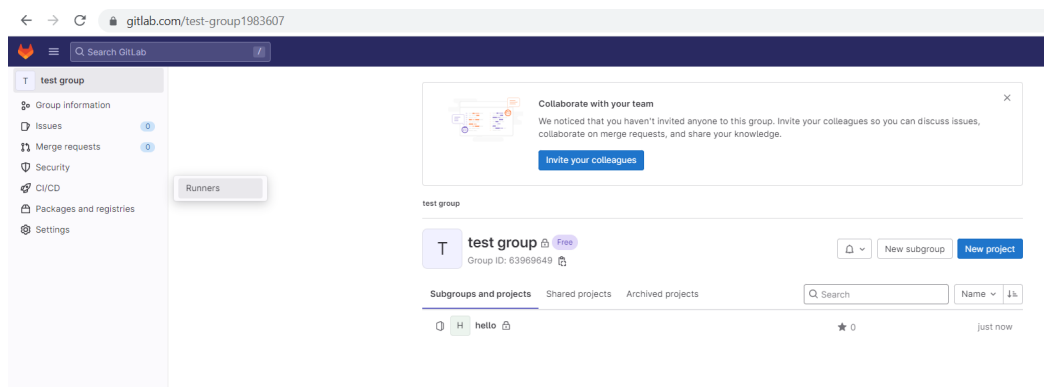 gitlab.com/test-group1983607
Search GitLab /
T test group
Group information
Issues 0
Merge requests 0
Security
CI/CD
Runners
Packages and registries
Settings
Collaborate with your team
We noticed that you haven't invited anyone to this group. Invite your colleagues so you can discuss issues,
collaborate on merge requests, and share your knowledge.
Invite your colleagues
test group
T
test group Free
Group ID: 63969649
New subgroup
New project
Subgroups and projects Shared projects Archived projects
Search
Name
H hello
0
just now